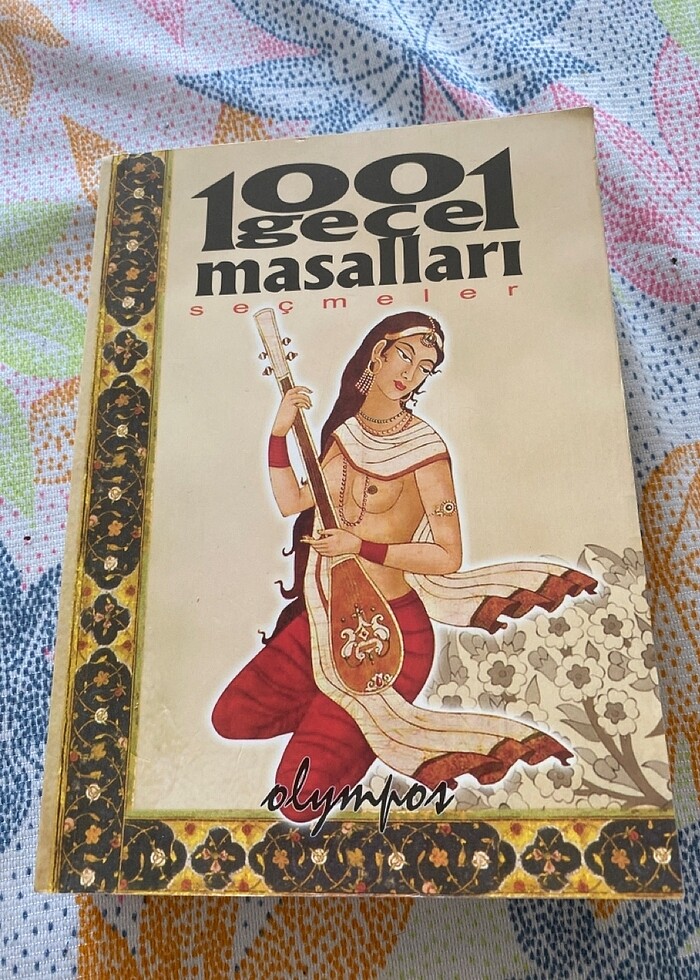 1001
gece
masalları
seçmeler
olympos